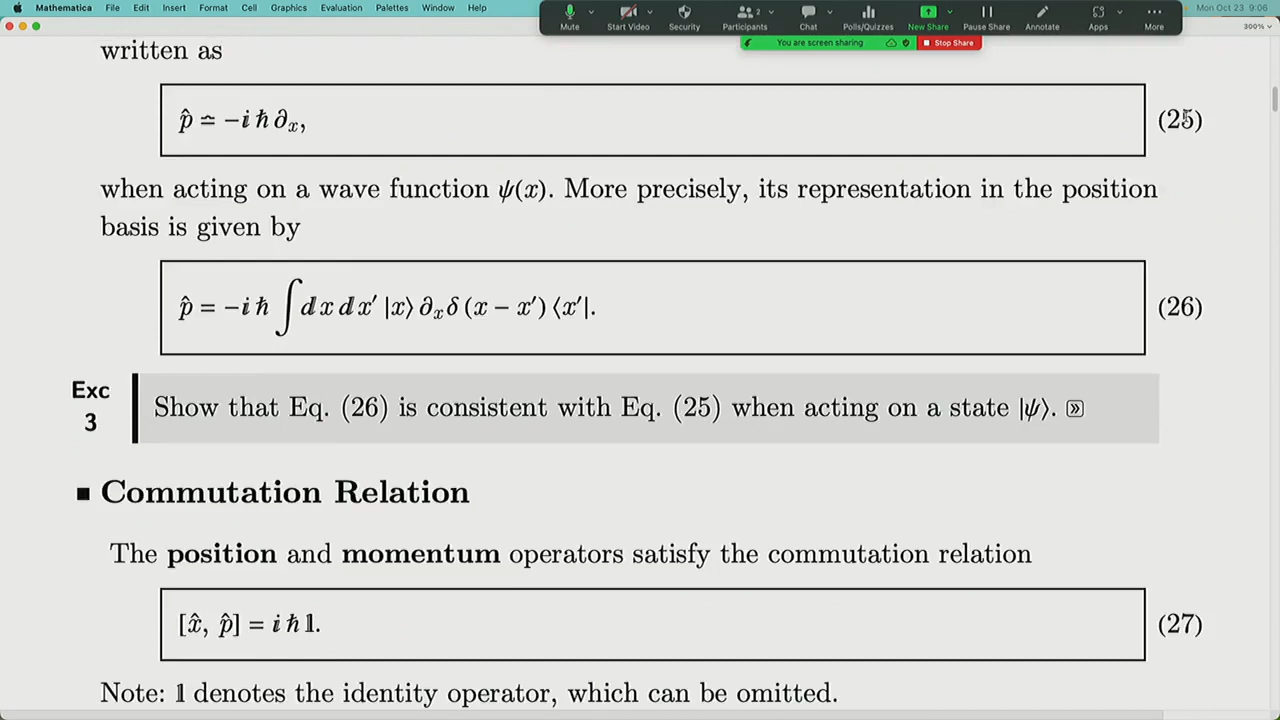 Mathematica File Edit Insert Format Cell Graphics Evaluation Palettes Window Help Mon Oct 23 9:06
Mute Start Video Security Participants 2 Chat Polls/Quizzes New Share Pause Share Annotate Apps More
300%
You are screen sharing Stop Share
written as
p̂ ≏ −i ħ ∂ₓ, (25)
when acting on a wave function ψ(x). More precisely, its representation in the position
basis is given by
p̂ = −i ħ ∫ⅆx ⅆx′ |x⟩ ∂ₓ δ (x − x′) ⟨x′|. (26)
Exc
3
Show that Eq. (26) is consistent with Eq. (25) when acting on a state |ψ⟩. »
■ Commutation Relation
The position and momentum operators satisfy the commutation relation
[x̂, p̂] = i ħ 𝟙. (27)
Note: 𝟙 denotes the identity operator, which can be omitted.